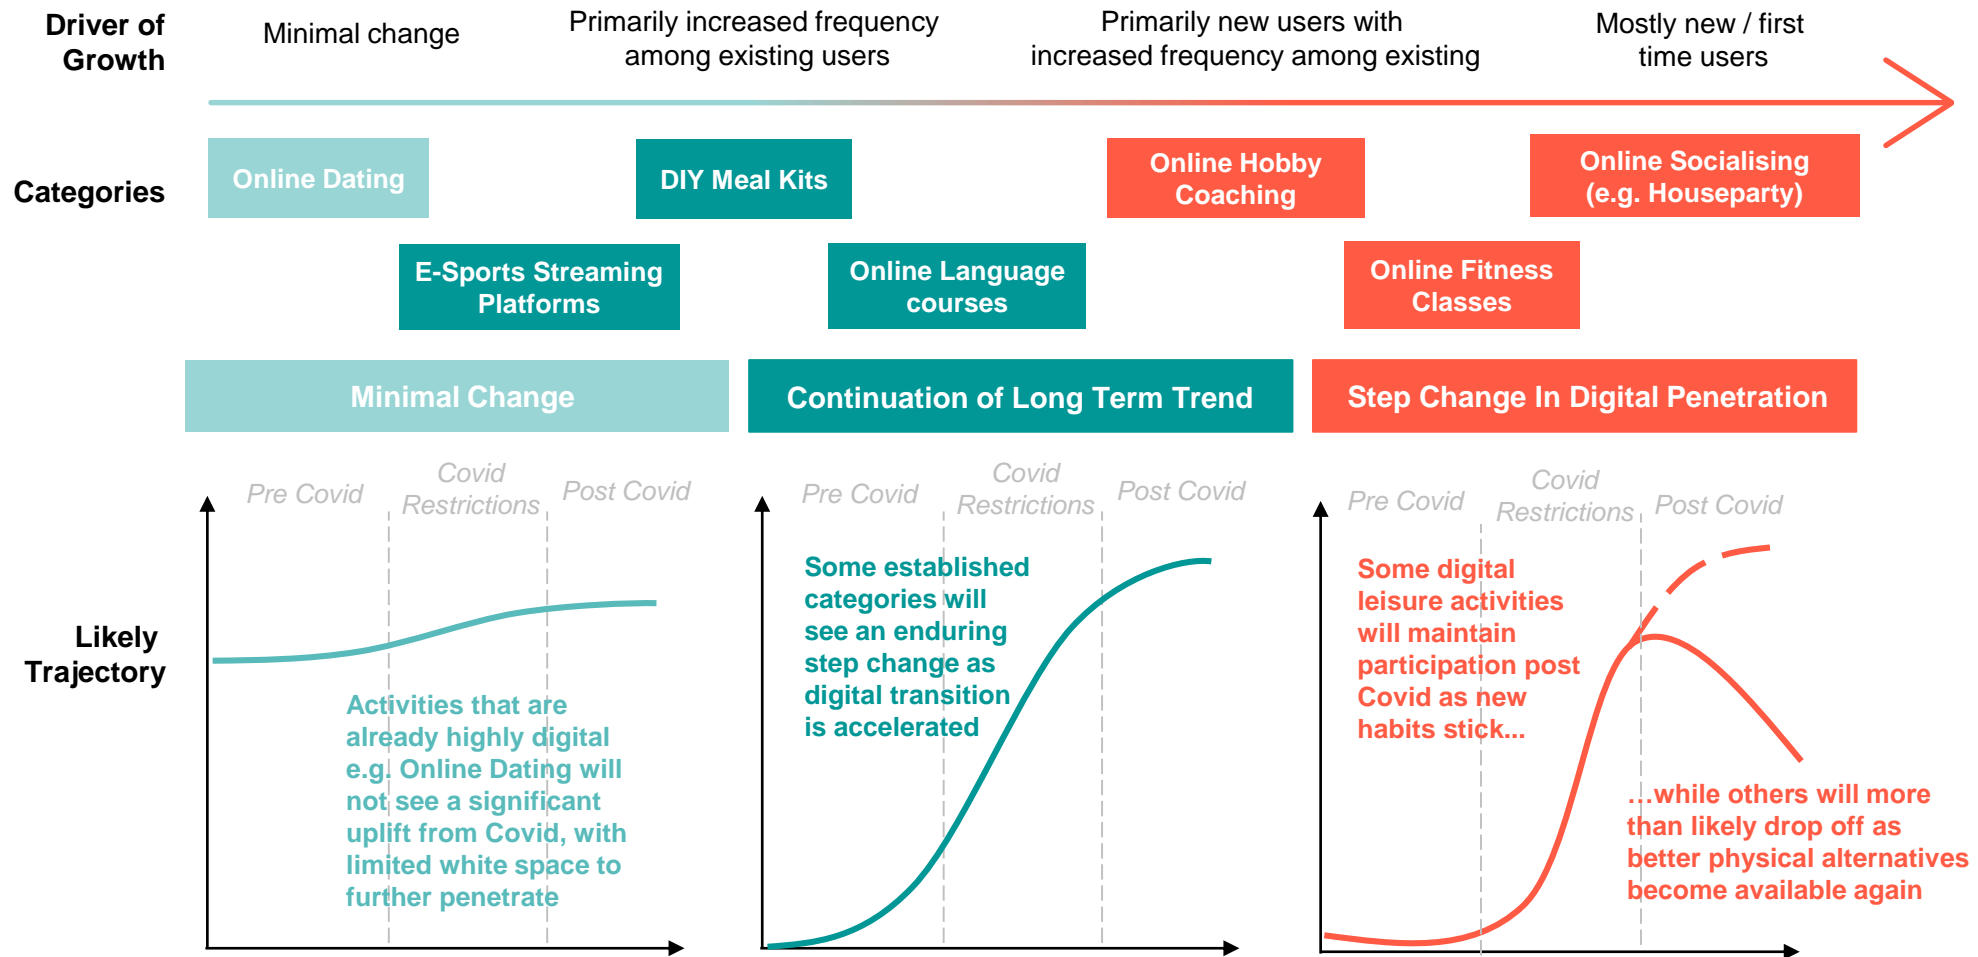 Driver of
Growth
Minimal change
Primarily increased frequency
among existing users
Primarily new users with
increased frequency among existing
Mostly new / first
time users
Categories
Online Dating
DIY Meal Kits
Online Hobby
Coaching
Online Socialising
(e.g. Houseparty)
E-Sports Streaming
Platforms
Online Language
courses
Online Fitness
Classes
Minimal Change
Continuation of Long Term Trend
Step Change In Digital Penetration
Likely
Trajectory
Pre Covid
Covid
Restrictions
Post Covid
Activities that are
already highly digital
e.g. Online Dating will
not see a significant
uplift from Covid, with
limited white space to
further penetrate
Pre Covid
Covid
Restrictions
Post Covid
Some established
categories will
see an enduring
step change as
digital transition
is accelerated
Pre Covid
Covid
Restrictions
Post Covid
Some digital
leisure activities
will maintain
participation post
Covid as new
habits stick...
…while others will more
than likely drop off as
better physical alternatives
become available again